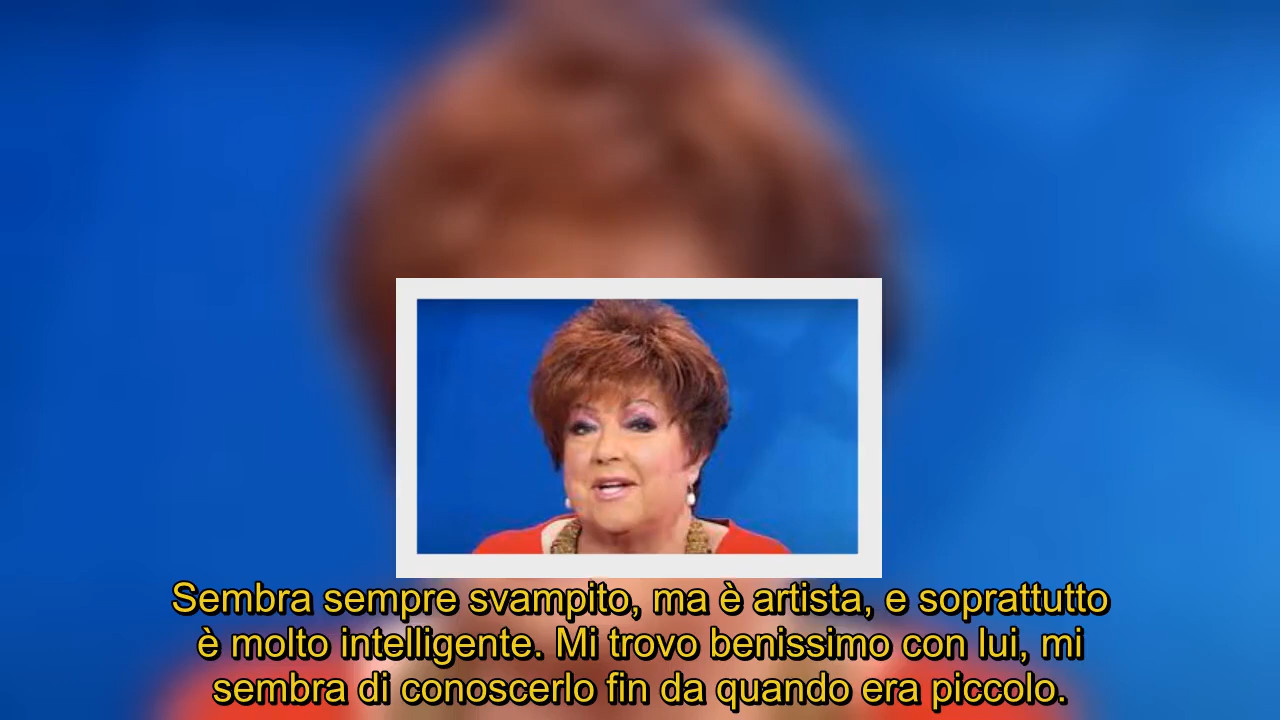 Sembra sempre svampito, ma è artista, e soprattutto
è molto intelligente. Mi trovo benissimo con lui, mi
sembra di conoscerlo fin da quando era piccolo.